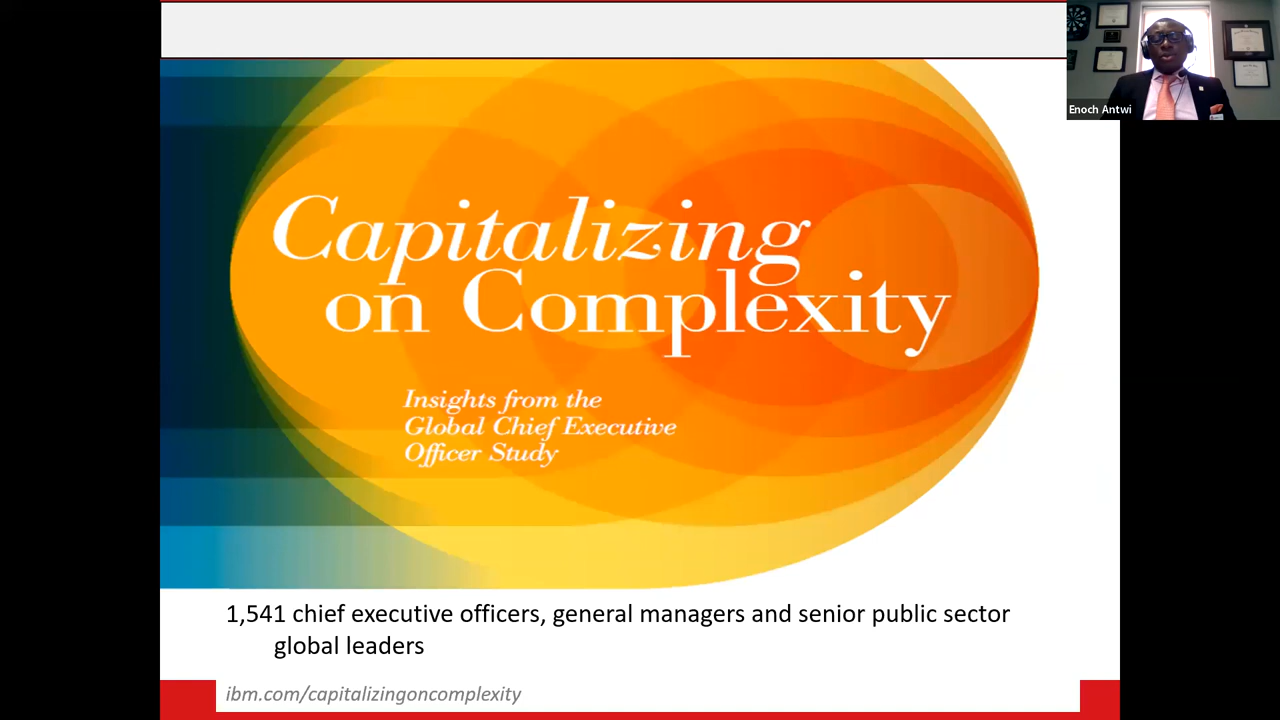 Enoch Antwi
Capitalizing
on Complexity
Insights from the
Global Chief Executive
Officer Study
1,541 chief executive officers, general managers and senior public sector
global leaders
ibm.com/capitalizingoncomplexity